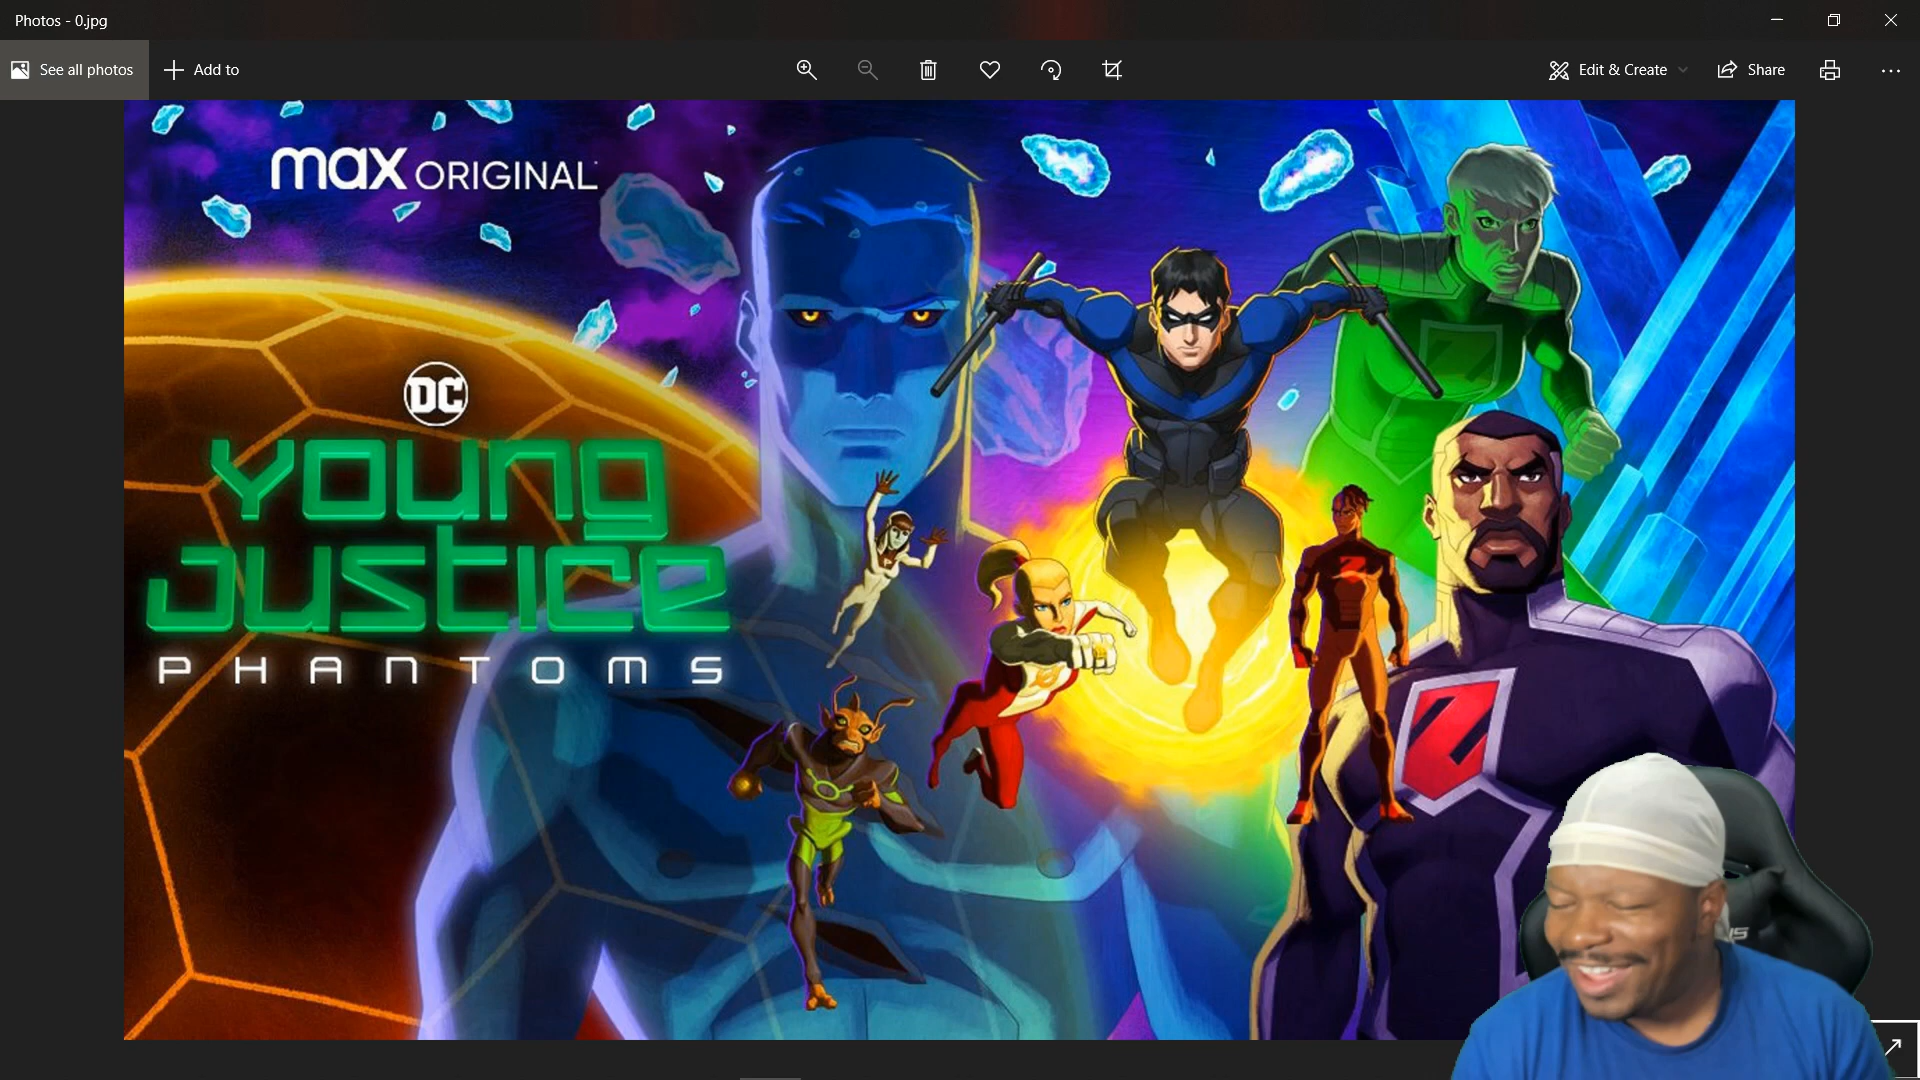 Photos - 0.jpg
See all photos
Add to
Edit & Create
Share
max ORIGINAL
DC
Young
Justice
PHANTOMS
Z